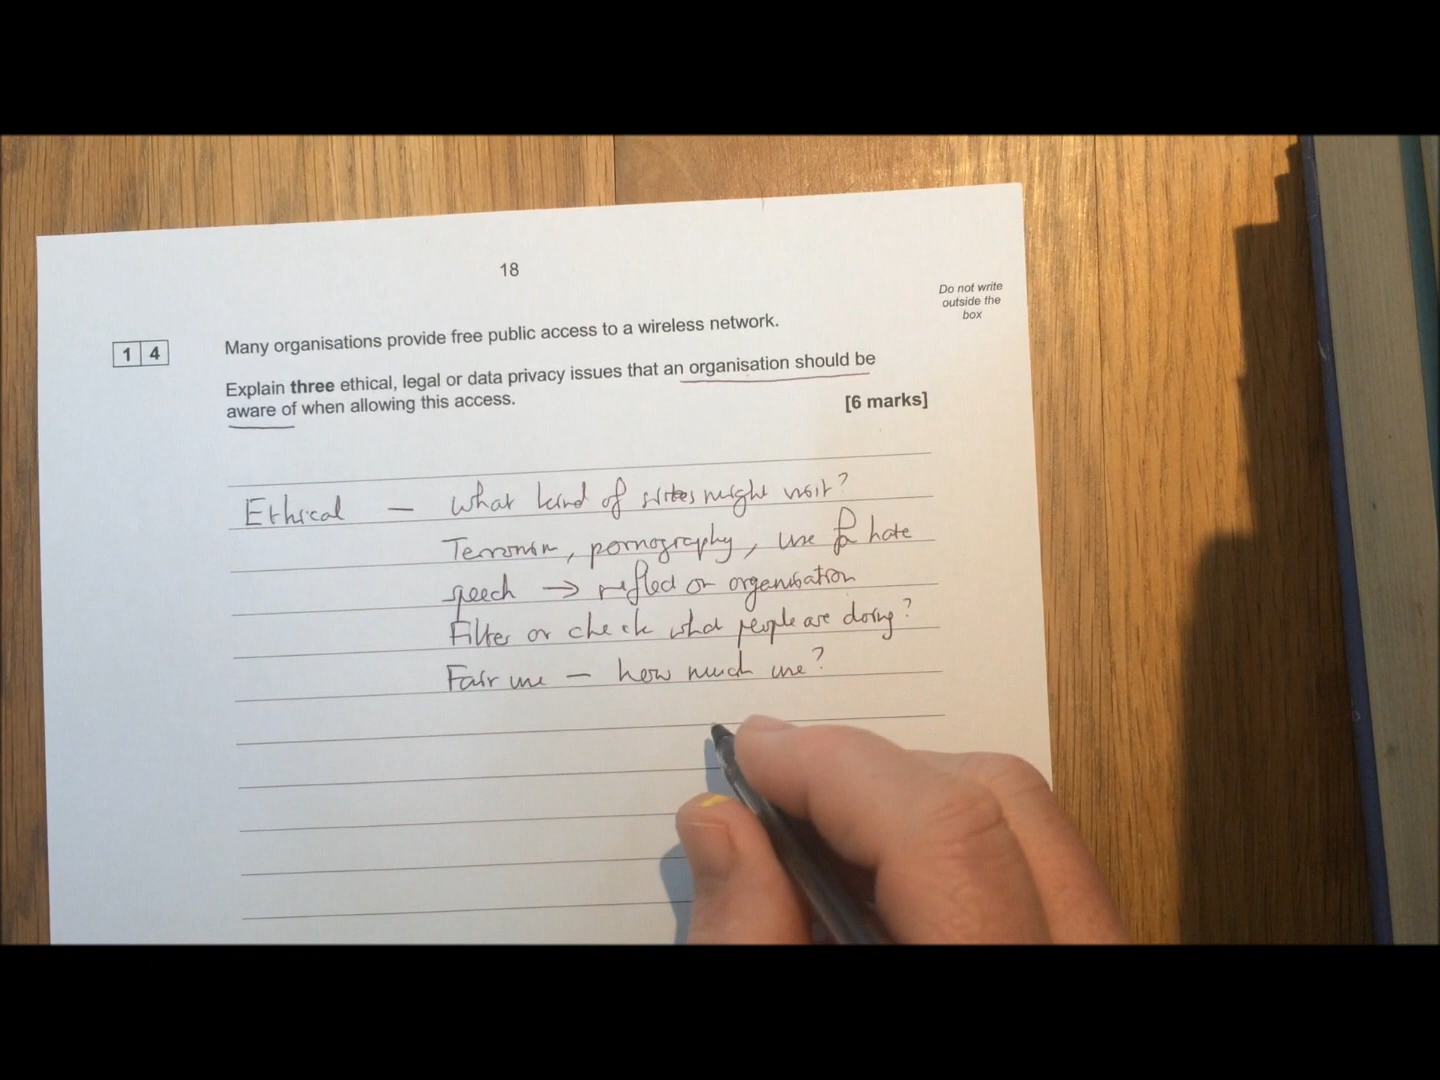 18
Do not write
outside the
box
1 4
Many organisations provide free public access to a wireless network.
Explain three ethical, legal or data privacy issues that an organisation should be
aware of when allowing this access.
[6 marks]
Ethical — What kind of sites might visit?
Terrorism, pornography, use for hate
speech → reflect on organisation
Filter or check what people are doing?
Fair use — how much use?